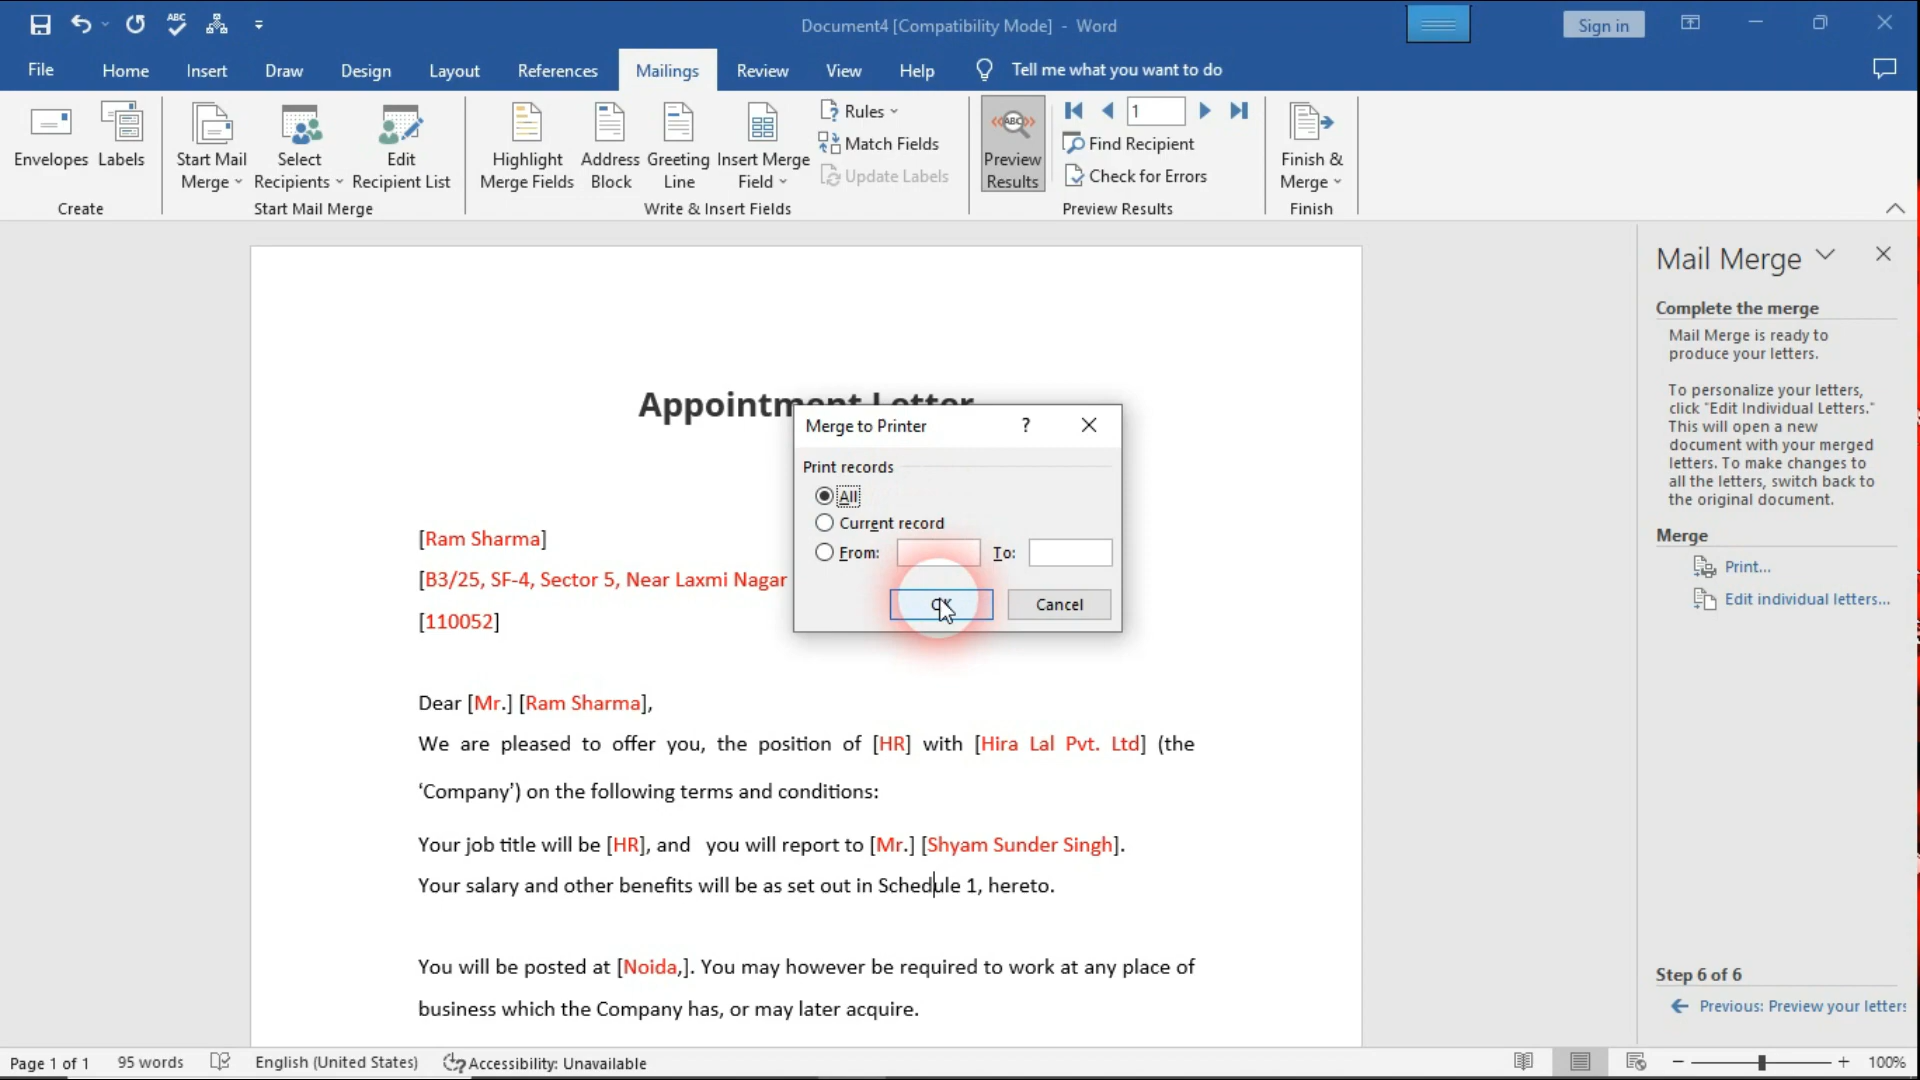 ABC
Document4 [Compatibility Mode] - Word
Sign in
File Home Insert Draw Design Layout References Mailings Review View Help Tell me what you want to do
Envelopes
Labels
Create
Start Mail
Merge
Select
Recipients
Edit
Recipient List
Start Mail Merge
Highlight
Merge Fields
Address
Block
Greeting
Line
Insert Merge
Field
Rules
Match Fields
Update Labels
Write & Insert Fields
ABC
Preview
Results
1
Find Recipient
Check for Errors
Preview Results
Finish &
Merge
Finish
Appointment Letter
[Ram Sharma]
[B3/25, SF-4, Sector 5, Near Laxmi Nagar
[110052]
Dear [Mr.] [Ram Sharma],
We are pleased to offer you, the position of [HR] with [Hira Lal Pvt. Ltd] (the
‘Company’) on the following terms and conditions:
Your job title will be [HR], and you will report to [Mr.] [Shyam Sunder Singh].
Your salary and other benefits will be as set out in Schedule 1, hereto.
You will be posted at [Noida,]. You may however be required to work at any place of
business which the Company has, or may later acquire.
Merge to Printer ?
Print records
All
Current record
From: To:
OK Cancel
Mail Merge
Complete the merge
Mail Merge is ready to
produce your letters.
To personalize your letters,
click "Edit Individual Letters."
This will open a new
document with your merged
letters. To make changes to
all the letters, switch back to
the original document.
Merge
Print...
Edit individual letters...
Step 6 of 6
Previous: Preview your letters
Page 1 of 1 95 words English (United States) Accessibility: Unavailable 100%